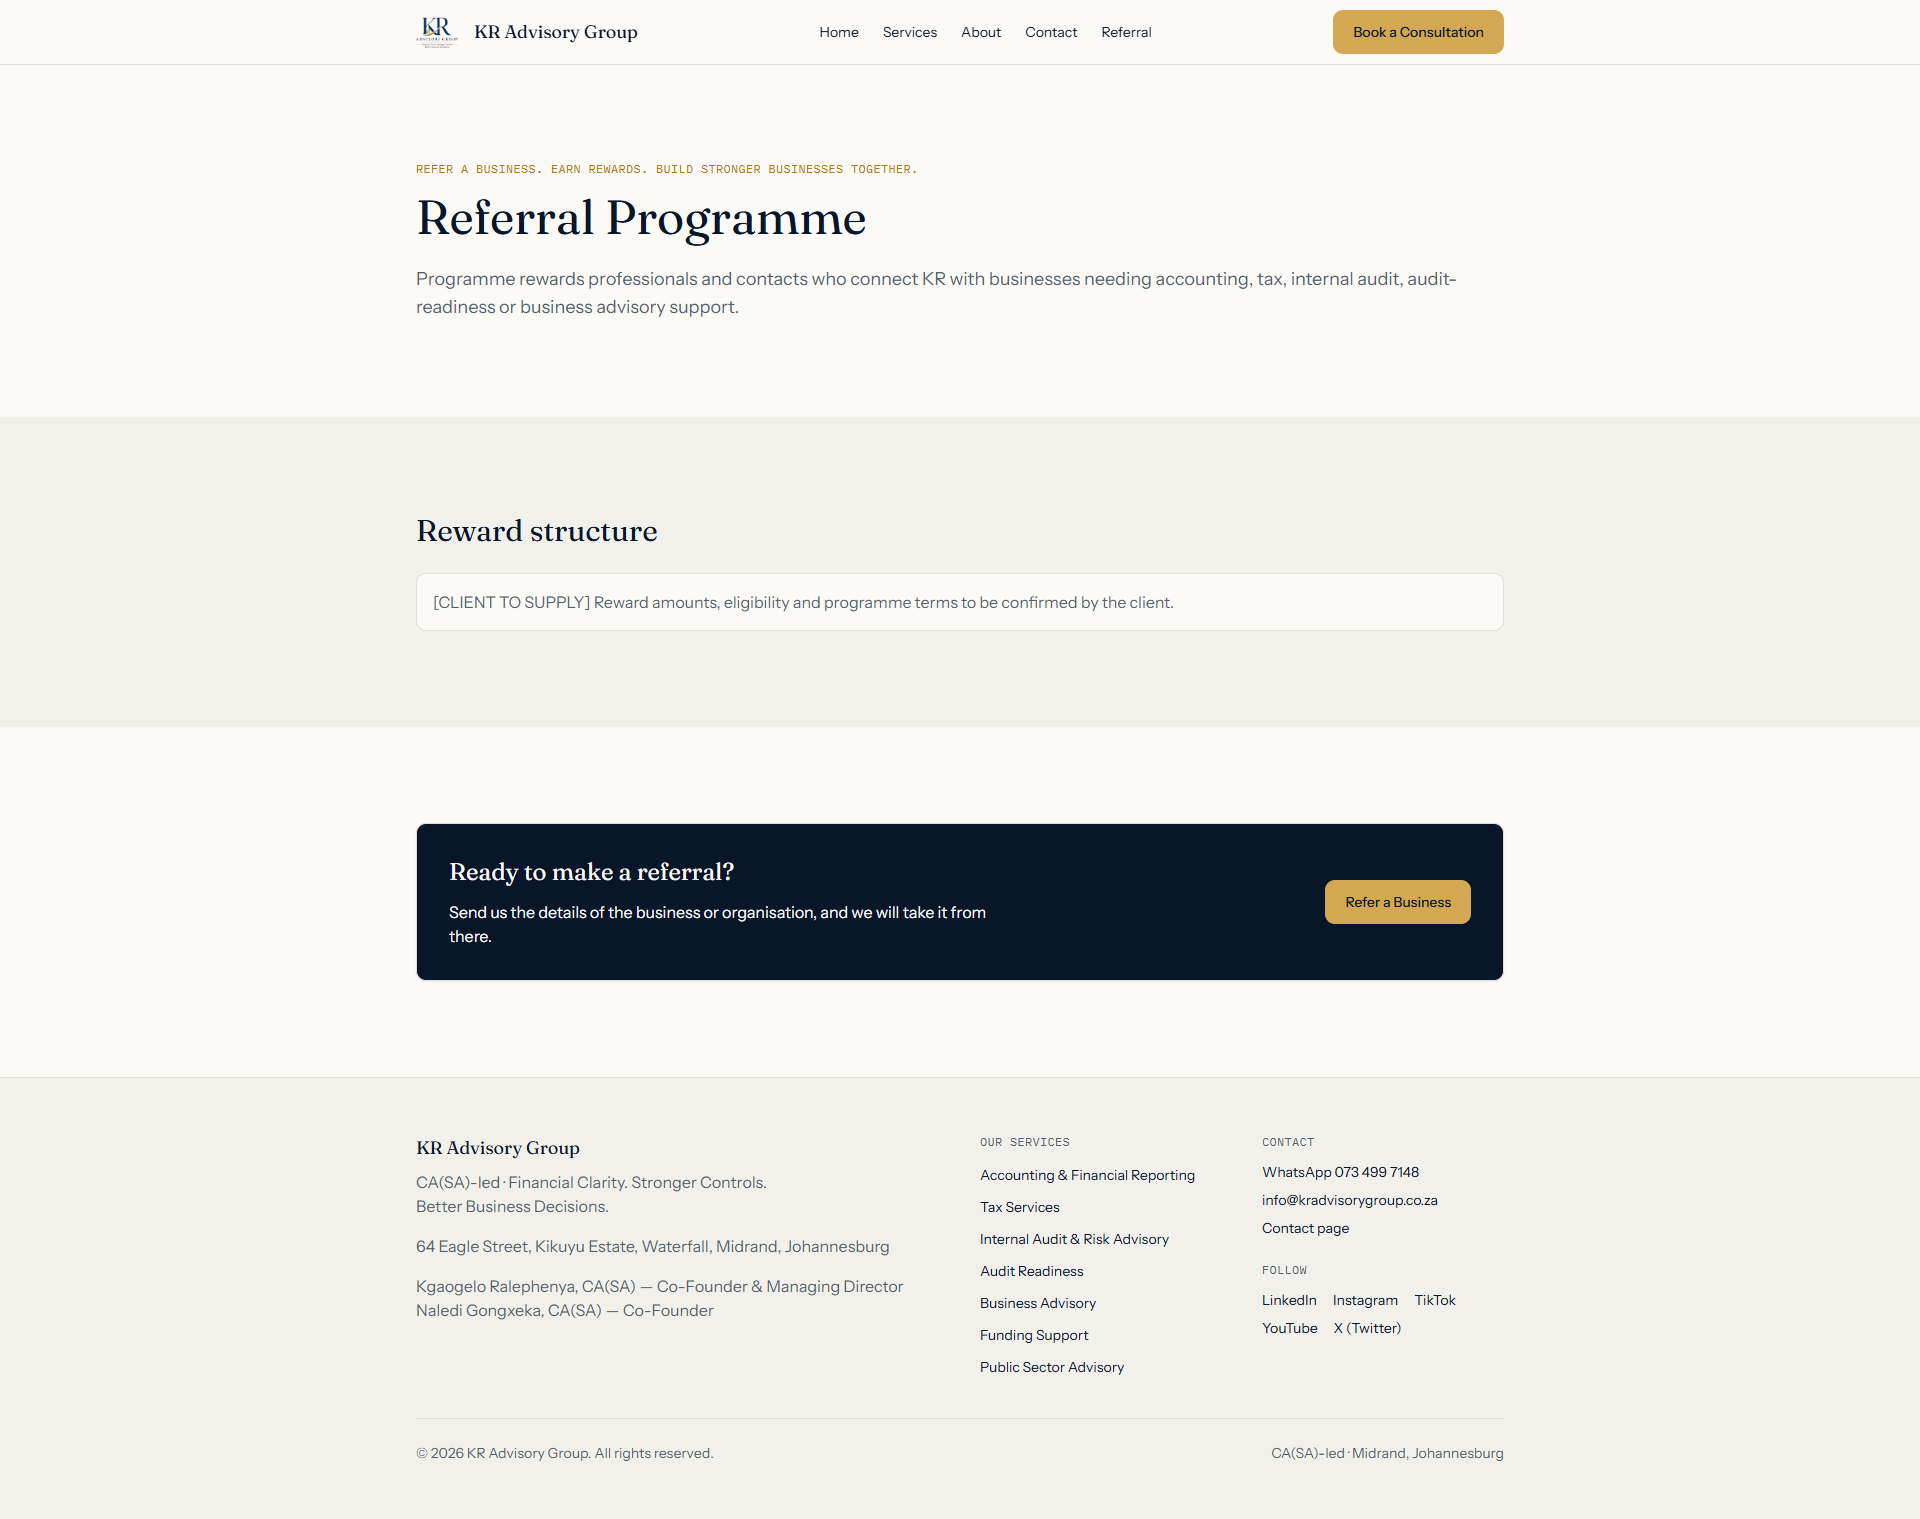 KR
ADVISORY GROUP
KR Advisory Group
Home
Services
About
Contact
Referral
Book a Consultation
REFER A BUSINESS. EARN REWARDS. BUILD STRONGER BUSINESSES TOGETHER.
Referral Programme
Programme rewards professionals and contacts who connect KR with businesses needing accounting, tax, internal audit, audit-
readiness or business advisory support.
Reward structure
[CLIENT TO SUPPLY] Reward amounts, eligibility and programme terms to be confirmed by the client.
Ready to make a referral?
Send us the details of the business or organisation, and we will take it from
there.
Refer a Business
KR Advisory Group
CA(SA)-led · Financial Clarity. Stronger Controls.
Better Business Decisions.
64 Eagle Street, Kikuyu Estate, Waterfall, Midrand, Johannesburg
Kgaogelo Ralephenya, CA(SA) — Co-Founder & Managing Director
Naledi Gongxeka, CA(SA) — Co-Founder
OUR SERVICES
Accounting & Financial Reporting
Tax Services
Internal Audit & Risk Advisory
Audit Readiness
Business Advisory
Funding Support
Public Sector Advisory
CONTACT
WhatsApp 073 499 7148
info@kradvisorygroup.co.za
Contact page
FOLLOW
LinkedIn Instagram TikTok
YouTube X (Twitter)
© 2026 KR Advisory Group. All rights reserved.
CA(SA)-led · Midrand, Johannesburg